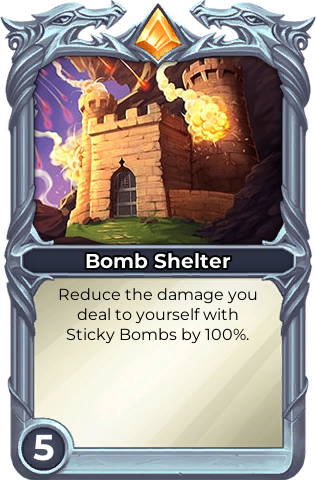 Bomb Shelter
Reduce the damage you
deal to yourself with
Sticky Bombs by 100%.
5